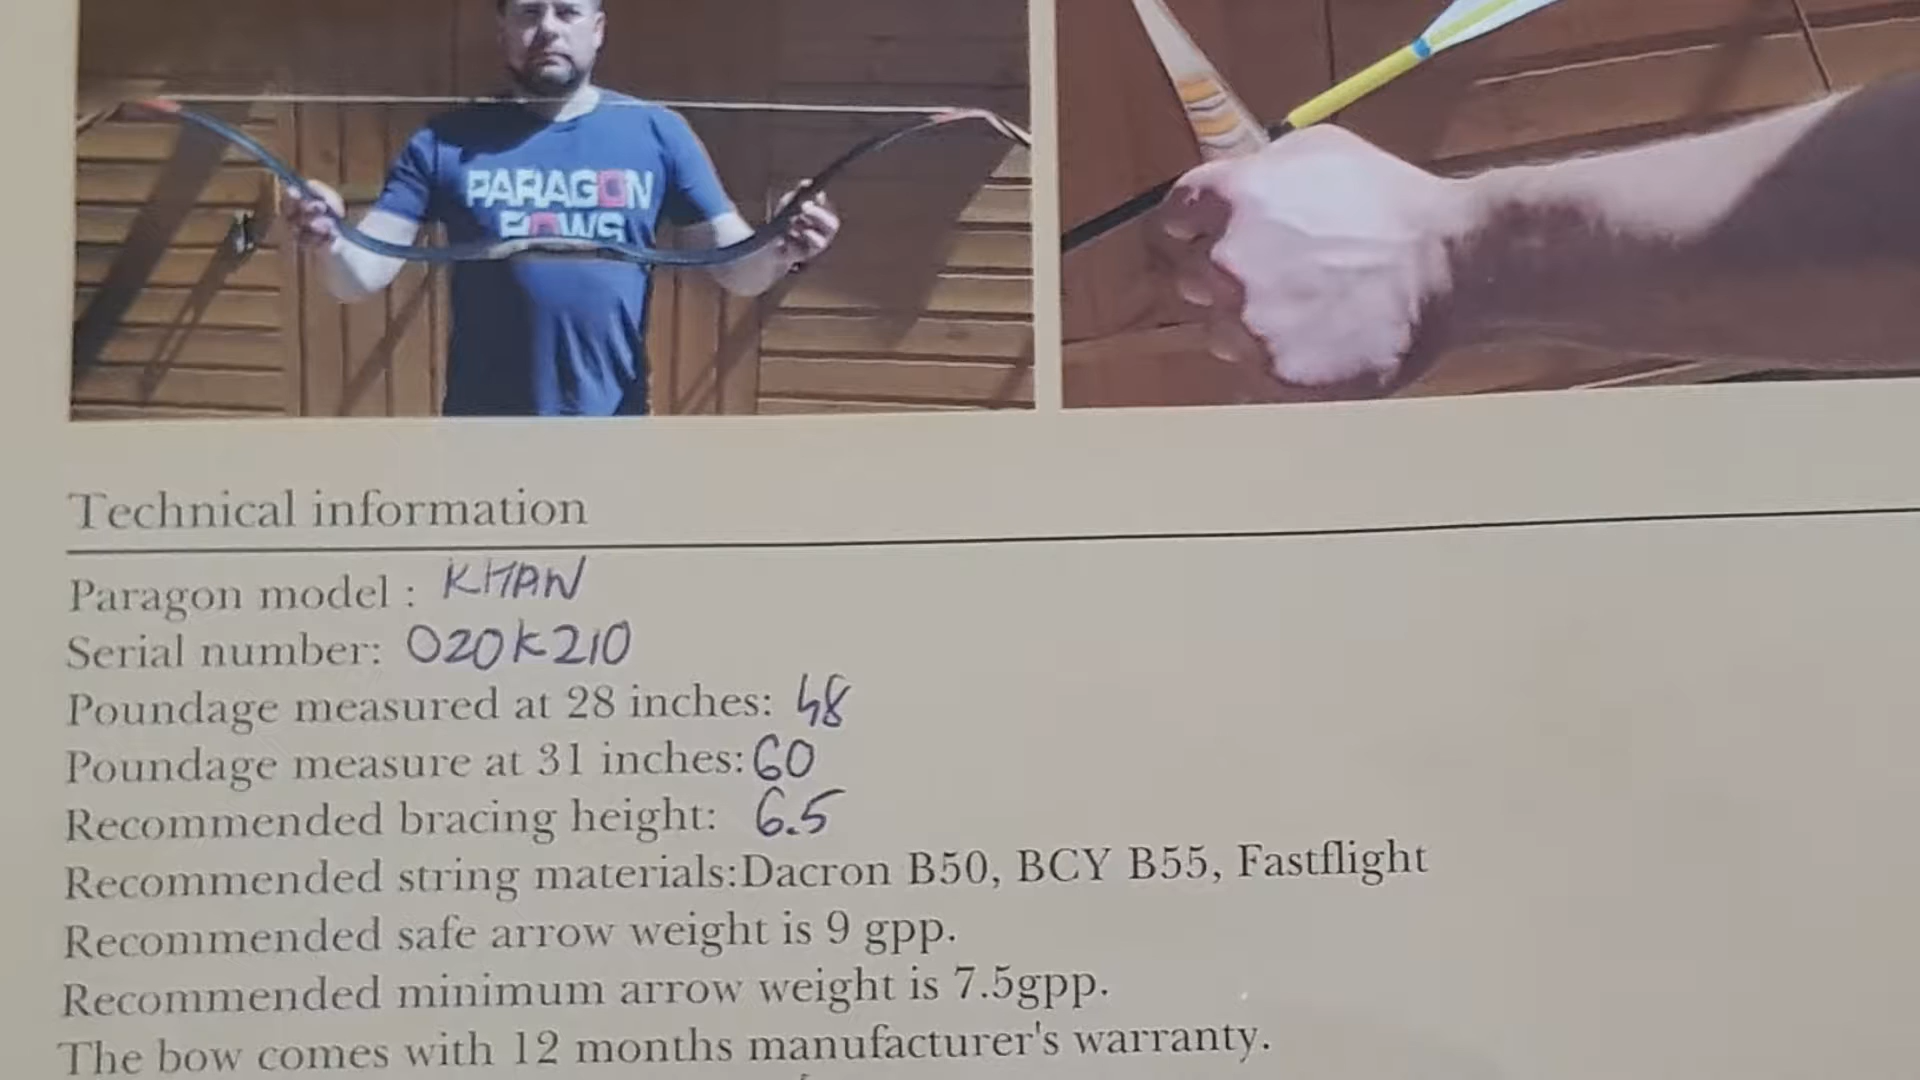 PARAGON
BOWS
Technical information
Paragon model : KHAN
Serial number: 020K210
Poundage measured at 28 inches: 48
Poundage measure at 31 inches: 60
Recommended bracing height: 6.5
Recommended string materials:Dacron B50, BCY B55, Fastflight
Recommended safe arrow weight is 9 gpp.
Recommended minimum arrow weight is 7.5gpp.
The bow comes with 12 months manufacturer's warranty.